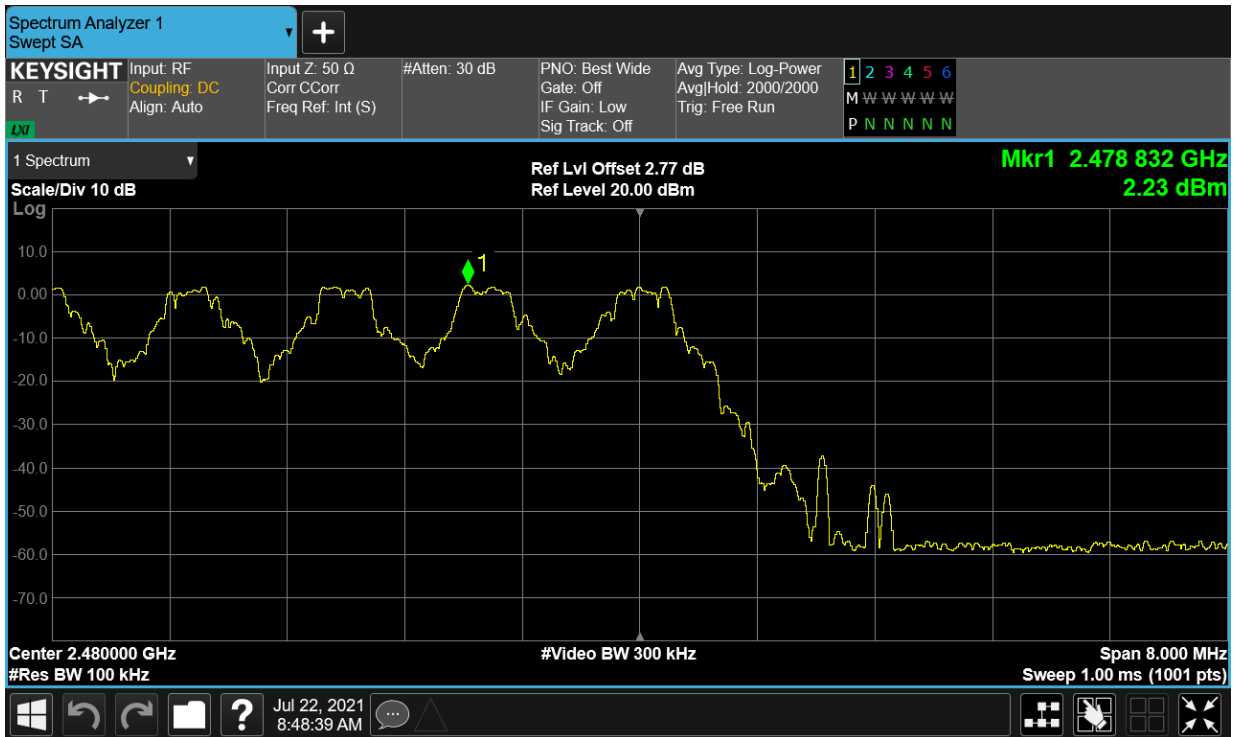 Spectrum Analyzer 1
Swept SA
+
KEYSIGHT
R T
LXI
Input: RF
Coupling: DC
Align: Auto
Input Z: 50 Ω
Corr CCorr
Freq Ref: Int (S)
#Atten: 30 dB
PNO: Best Wide
Gate: Off
IF Gain: Low
Sig Track: Off
Avg Type: Log-Power
Avg|Hold: 2000/2000
Trig: Free Run
1 2 3 4 5 6
M W W W W W
P N N N N N
1 Spectrum
Scale/Div 10 dB
Log
Ref Lvl Offset 2.77 dB
Ref Level 20.00 dBm
Mkr1 2.478 832 GHz
2.23 dBm
1
10.0
0.00
-10.0
-20.0
-30.0
-40.0
-50.0
-60.0
-70.0
Center 2.480000 GHz
#Res BW 100 kHz
#Video BW 300 kHz
Span 8.000 MHz
Sweep 1.00 ms (1001 pts)
?
Jul 22, 2021
8:48:39 AM